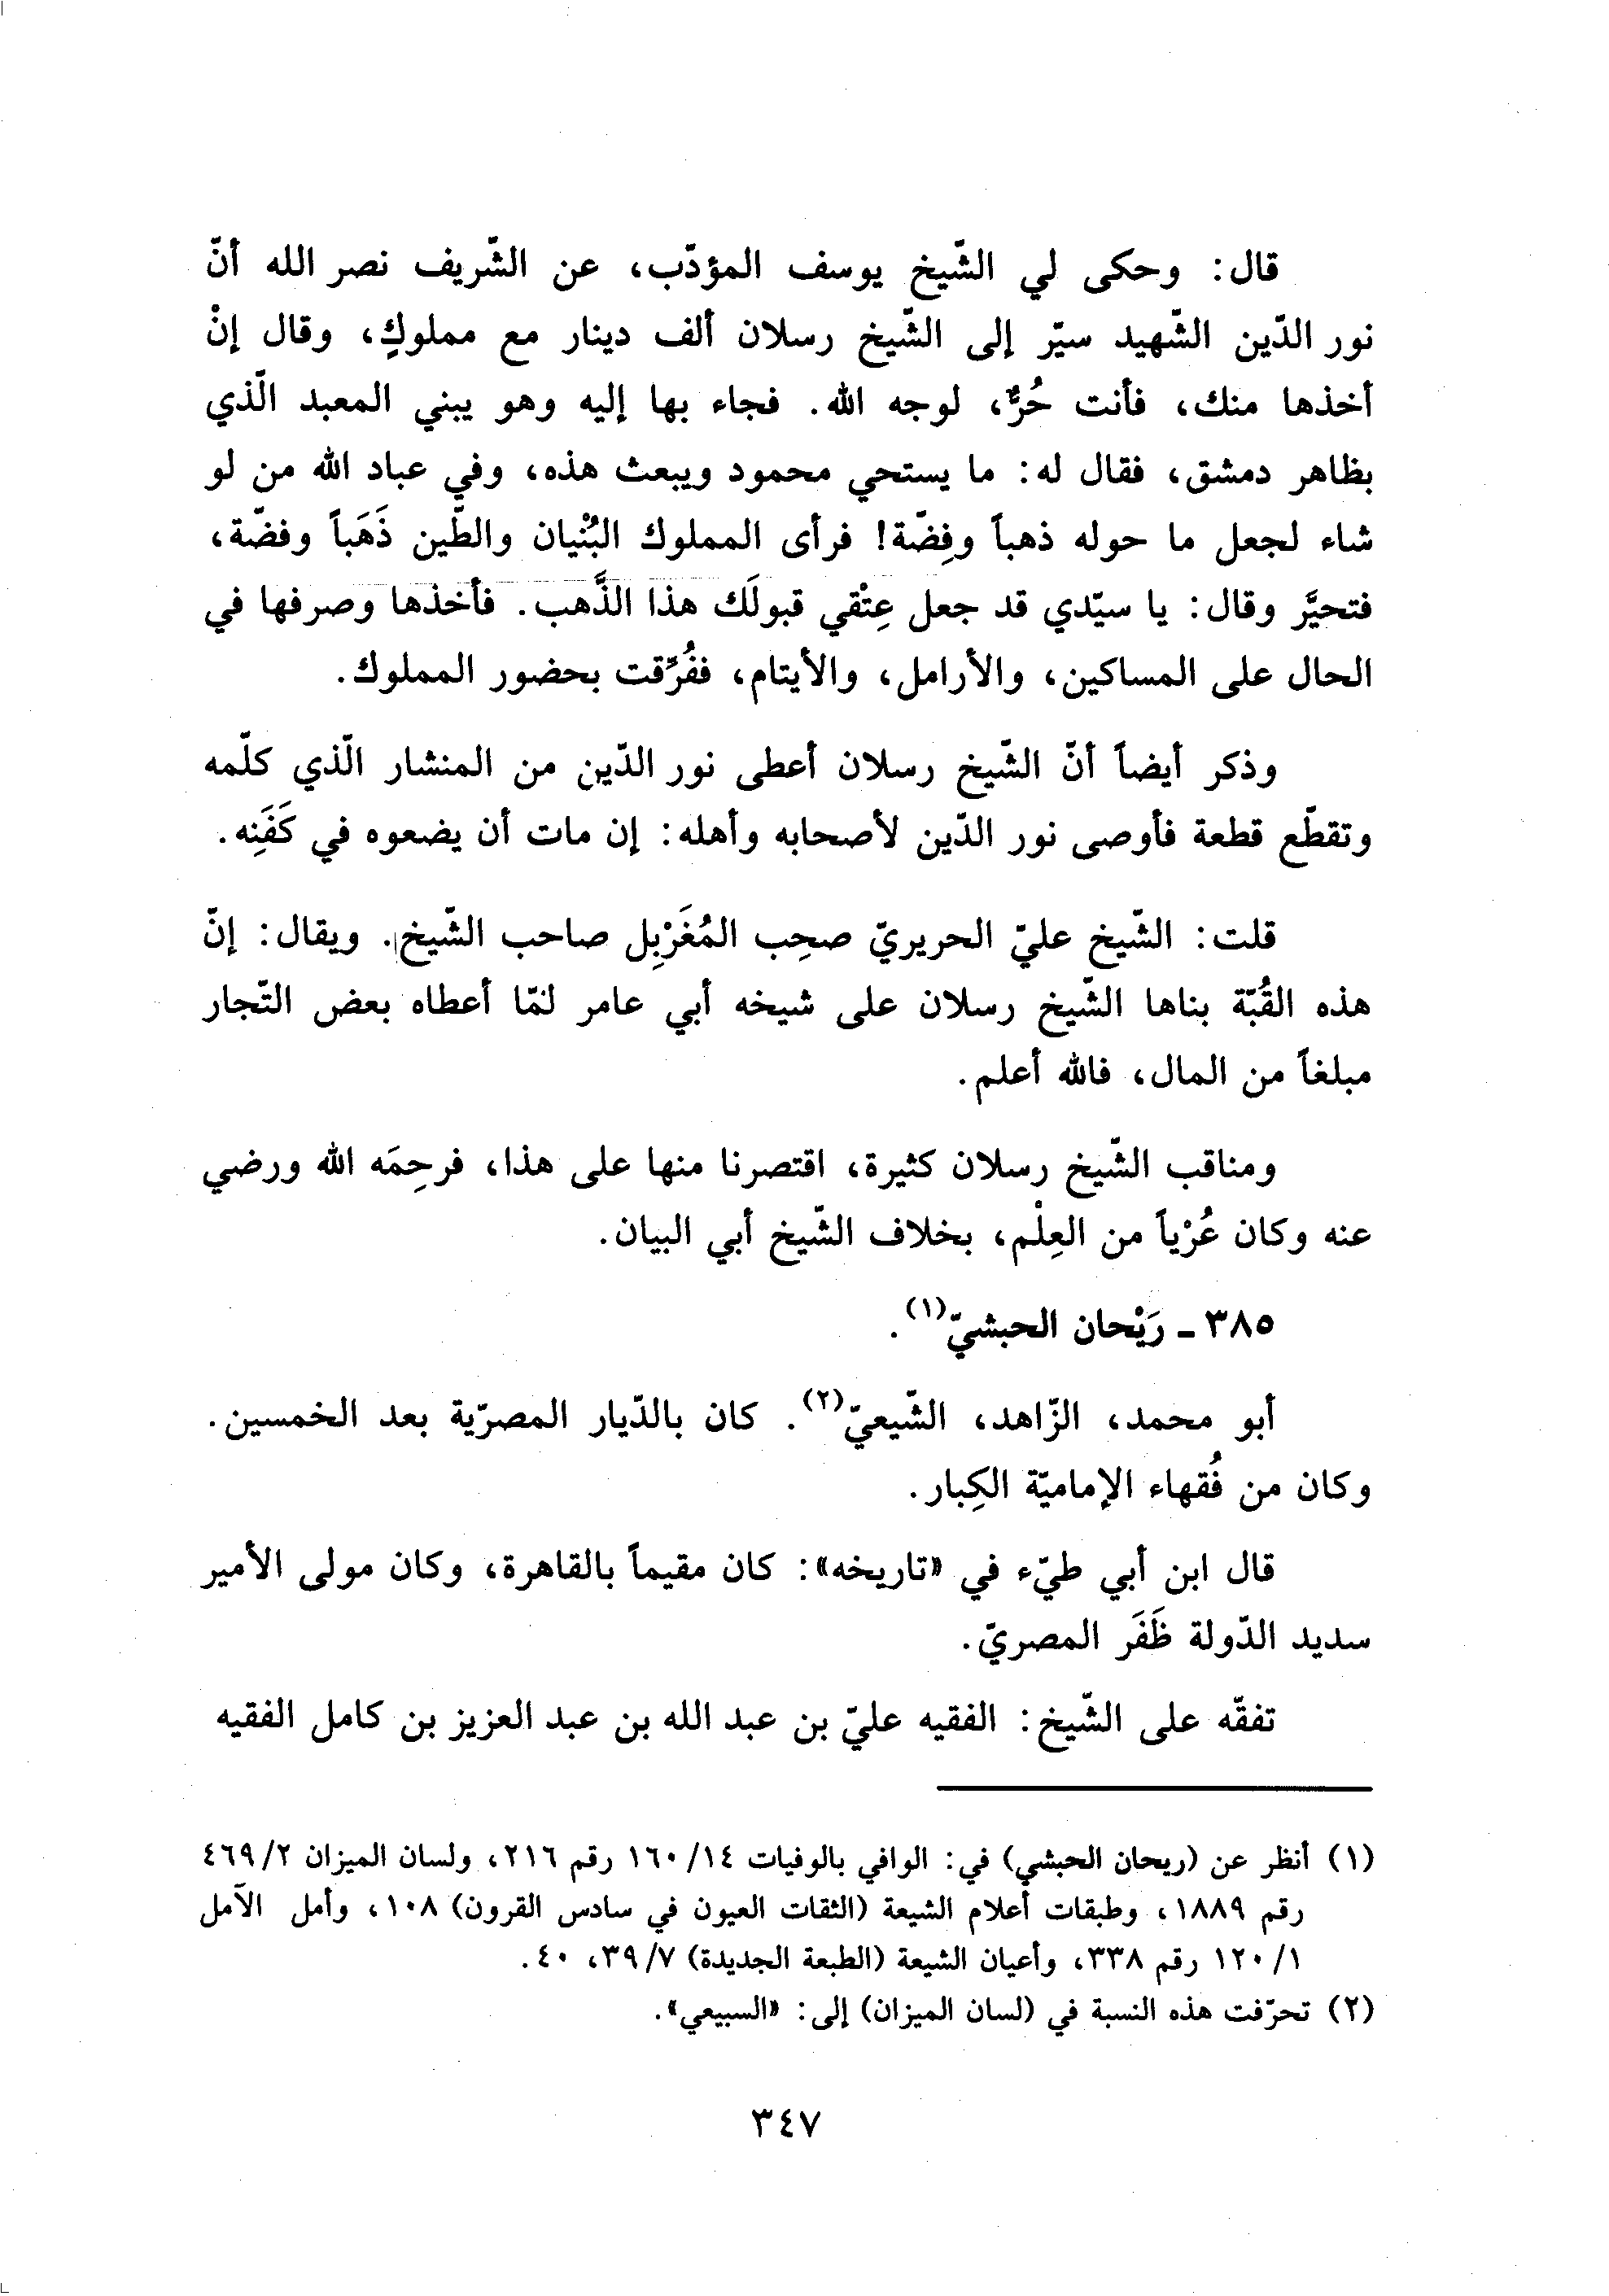 قال: وحكى لي الشّيخ يوسف المؤدّب، عن الشّريف نصر الله أنّ
نور الدّين الشّهيد سيّر إلى الشّيخ رسلان ألف دينار مع مملوكٍ، وقال إنْ
أخذها منك، فأنت حُرٌّ، لوجه الله. فجاء بها إليه وهو يبني المعبد الّذي
بظاهر دمشق، فقال له: ما يستحي محمود ويبعث هذه، وفي عباد الله من لو
شاء لجعل ما حوله ذهباً وفِضّة! فرأى المملوك البُنْيان والطّين ذَهَباً وفضّة،
فتحيَّر وقال: يا سيّدي قد جعل عِتْقي قبولَك هذا الذَّهب. فأخذها وصرفها في
الحال على المساكين، والأرامل، والأيتام، ففُرِّقت بحضور المملوك.
وذكر أيضاً أنّ الشّيخ رسلان أعطى نور الدّين من المنشار الّذي كلّمه
وتقطّع قطعة فأوصى نور الدّين لأصحابه وأهله: إن مات أن يضعوه في كَفَنِه.
قلت: الشّيخ عليّ الحريريّ صحِب المُغَرْبِل صاحب الشّيخ. ويقال: إنّ
هذه القُبّة بناها الشّيخ رسلان على شيخه أبي عامر لمّا أعطاه بعض التّجار
مبلغاً من المال، فالله أعلم.
ومناقب الشّيخ رسلان كثيرة، اقتصرنا منها على هذا، فرحِمَه الله ورضي
عنه وكان عُرْياً من العِلْم، بخلاف الشّيخ أبي البيان.
٣٨٥ ـ رَيْحان الحبشيّ(١).
أبو محمد، الزّاهد، الشّيعيّ(٢). كان بالدّيار المصرّية بعد الخمسين.
وكان من فُقهاء الإماميّة الكِبار.
قال ابن أبي طيّء في «تاريخه»: كان مقيماً بالقاهرة، وكان مولى الأمير
سديد الدّولة ظَفَر المصريّ.
تفقّه على الشّيخ: الفقيه عليّ بن عبد الله بن عبد العزيز بن كامل الفقيه
(١) أنظر عن (ريحان الحبشي) في: الوافي بالوفيات ١٤/ ١٦٠ رقم ٢١٦، ولسان الميزان ٢/ ٤٦٩
رقم ١٨٨٩، وطبقات أعلام الشيعة (الثقات العيون في سادس القرون) ١٠٨، وأمل الآمل
١/ ١٢٠ رقم ٣٣٨، وأعيان الشيعة (الطبعة الجديدة) ٧/ ٣٩، ٤٠.
(٢) تحرّفت هذه النسبة في (لسان الميزان) إلى: «السبيعي».
٣٤٧